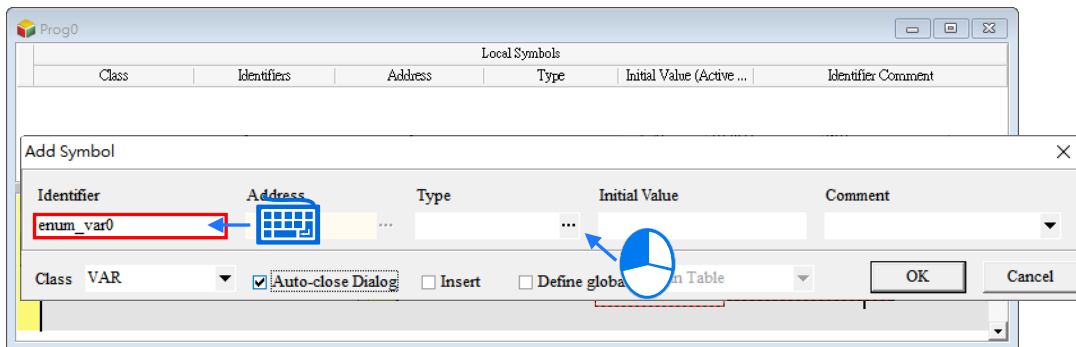 Prog0
Local Symbols
Class Identifiers Address Type Initial Value (Active ... Identifier Comment
Add Symbol
Identifier Address Type Initial Value Comment
enum_var0 ... ...
Class VAR Auto-close Dialog Insert Define globa n Table OK Cancel